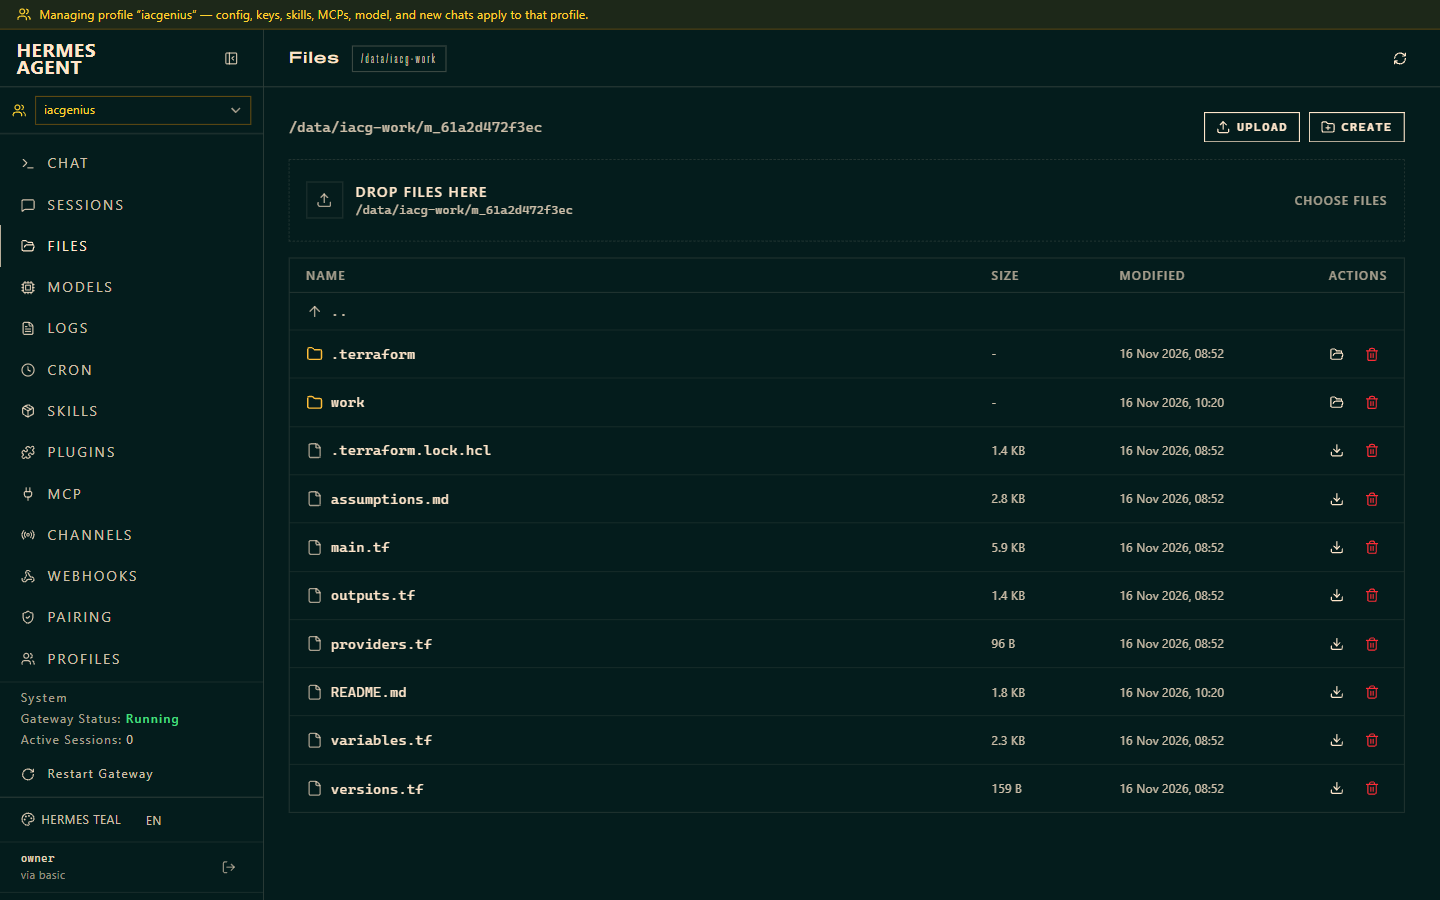 Managing profile “iacgenius” — config, keys, skills, MCPs, model, and new chats apply to that profile.
HERMES
AGENT
Files
/data/iacg-work
iacgenius
/data/iacg-work/m_61a2d472f3ec
UPLOAD
CREATE
DROP FILES HERE
/data/iacg-work/m_61a2d472f3ec
CHOOSE FILES
CHAT
SESSIONS
FILES
MODELS
LOGS
CRON
SKILLS
PLUGINS
MCP
CHANNELS
WEBHOOKS
PAIRING
PROFILES
System
Gateway Status: Running
Active Sessions: 0
Restart Gateway
HERMES TEAL EN
owner
via basic
NAME SIZE MODIFIED ACTIONS
..
.terraform - 16 Nov 2026, 08:52
work - 16 Nov 2026, 10:20
.terraform.lock.hcl 1.4 KB 16 Nov 2026, 08:52
assumptions.md 2.8 KB 16 Nov 2026, 08:52
main.tf 5.9 KB 16 Nov 2026, 08:52
outputs.tf 1.4 KB 16 Nov 2026, 08:52
providers.tf 96 B 16 Nov 2026, 08:52
README.md 1.8 KB 16 Nov 2026, 10:20
variables.tf 2.3 KB 16 Nov 2026, 08:52
versions.tf 159 B 16 Nov 2026, 08:52